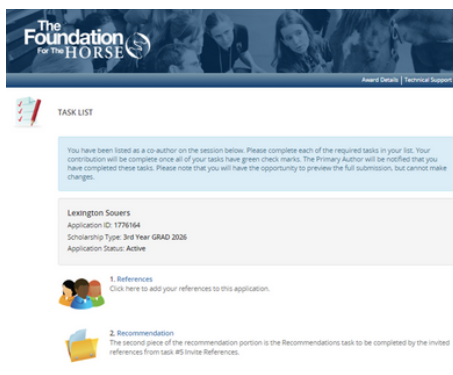 The
Foundation
For The HORSE
Award Details | Technical Support
TASK LIST
You have been listed as a co-author on the session below. Please complete each of the required tasks in your list. Your
contribution will be complete once all of your tasks have green check marks. The Primary Author will be notified that you
have completed these tasks. Please note that you will have the opportunity to preview the full submission, but cannot make
changes.
Lexington Souers
Application ID: 1776164
Scholarship Type: 3rd Year GRAD 2026
Application Status: Active
1. References
Click here to add your references to this application.
2. Recommendation
The second piece of the recommendation portion is the Recommendations task to be completed by the invited
references from task #5 Invite References.